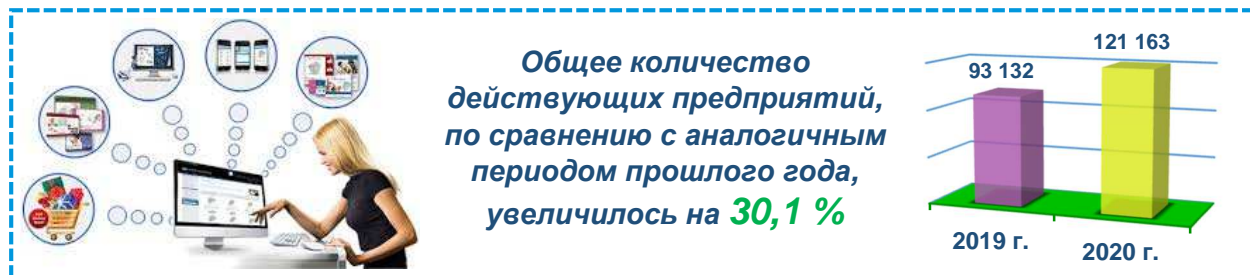 Общее количество
действующих предприятий,
по сравнению с аналогичным
периодом прошлого года,
увеличилось на 30,1 %
121 163
93 132
2019 г.
2020 г.